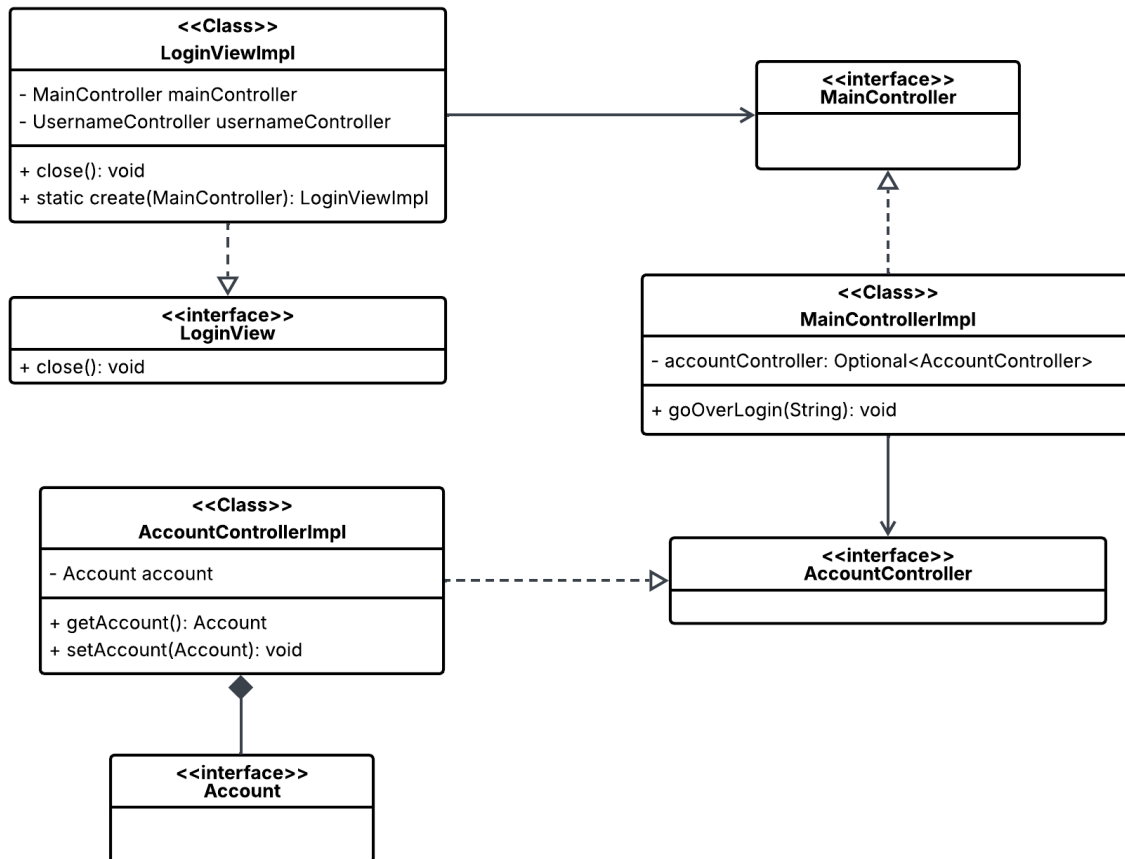 <<Class>>
LoginViewImpl
- MainController mainController
- UsernameController usernameController
+ close(): void
+ static create(MainController): LoginViewImpl
<<interface>>
MainController
<<interface>>
LoginView
+ close(): void
<<Class>>
MainControllerImpl
- accountController: Optional<AccountController>
+ goOverLogin(String): void
<<Class>>
AccountControllerImpl
- Account account
+ getAccount(): Account
+ setAccount(Account): void
<<interface>>
AccountController
<<interface>>
Account